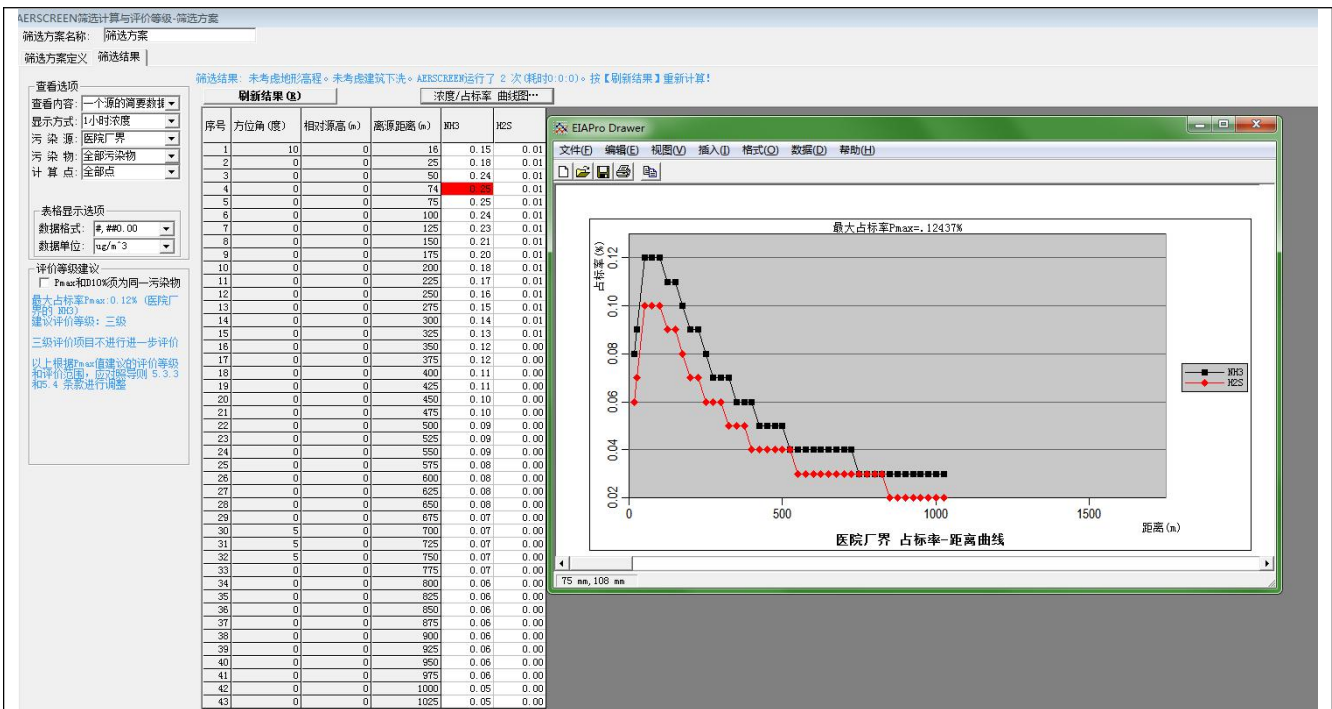 AERSCREEN筛选计算与评价等级-筛选方案
筛选方案名称: 筛选方案
筛选方案定义 筛选结果
查看选项
查看内容: 一个源的简要数据
显示方式: 1小时浓度
污 染 源: 医院厂界
污 染 物: 全部污染物
计 算 点: 全部点
表格显示选项
数据格式: #,##0.00
数据单位: ug/m^3
评价等级建议
Pmax和D10%须为同一污染物
最大占标率Pmax:0.12% (医院厂
界的 NH3)
建议评价等级: 三级
三级评价项目不进行进一步评价
以上根据Pmax值建议的评价等级
和评价范围,应对照导则 5.3.3
和5.4 条款进行调整
筛选结果: 未考虑地形高程。未考虑建筑下洗。AERSCREEN运行了 2 次(耗时0:0:0)。按【刷新结果】重新计算!
刷新结果(R) 浓度/占标率 曲线图…
序号 方位角(度) 相对源高(m) 离源距离(m) NH3 H2S
1 10 0 16 0.15 0.01
2 0 0 25 0.18 0.01
3 0 0 50 0.24 0.01
4 0 0 74 0.25 0.01
5 0 0 75 0.25 0.01
6 0 0 100 0.24 0.01
7 0 0 125 0.23 0.01
8 0 0 150 0.21 0.01
9 0 0 175 0.20 0.01
10 0 0 200 0.18 0.01
11 0 0 225 0.17 0.01
12 0 0 250 0.16 0.01
13 0 0 275 0.15 0.01
14 0 0 300 0.14 0.01
15 0 0 325 0.13 0.01
16 0 0 350 0.12 0.00
17 0 0 375 0.12 0.00
18 0 0 400 0.11 0.00
19 0 0 425 0.11 0.00
20 0 0 450 0.10 0.00
21 0 0 475 0.10 0.00
22 0 0 500 0.09 0.00
23 0 0 525 0.09 0.00
24 0 0 550 0.09 0.00
25 0 0 575 0.08 0.00
26 0 0 600 0.08 0.00
27 0 0 625 0.08 0.00
28 0 0 650 0.08 0.00
29 0 0 675 0.07 0.00
30 5 0 700 0.07 0.00
31 5 0 725 0.07 0.00
32 5 0 750 0.07 0.00
33 0 0 775 0.07 0.00
34 0 0 800 0.06 0.00
35 0 0 825 0.06 0.00
36 0 0 850 0.06 0.00
37 0 0 875 0.06 0.00
38 0 0 900 0.06 0.00
39 0 0 925 0.06 0.00
40 0 0 950 0.06 0.00
41 0 0 975 0.06 0.00
42 0 0 1000 0.05 0.00
43 0 0 1025 0.05 0.00
EIAPro Drawer
文件(F) 编辑(E) 视图(V) 插入(I) 格式(O) 数据(D) 帮助(H)
最大占标率Pmax=.12437%
占标率(%)
0.12
0.10
0.08
0.06
0.04
0.02
0 500 1000 1500
距离(m)
NH3
H2S
医院厂界 占标率-距离曲线
75 mm,108 mm